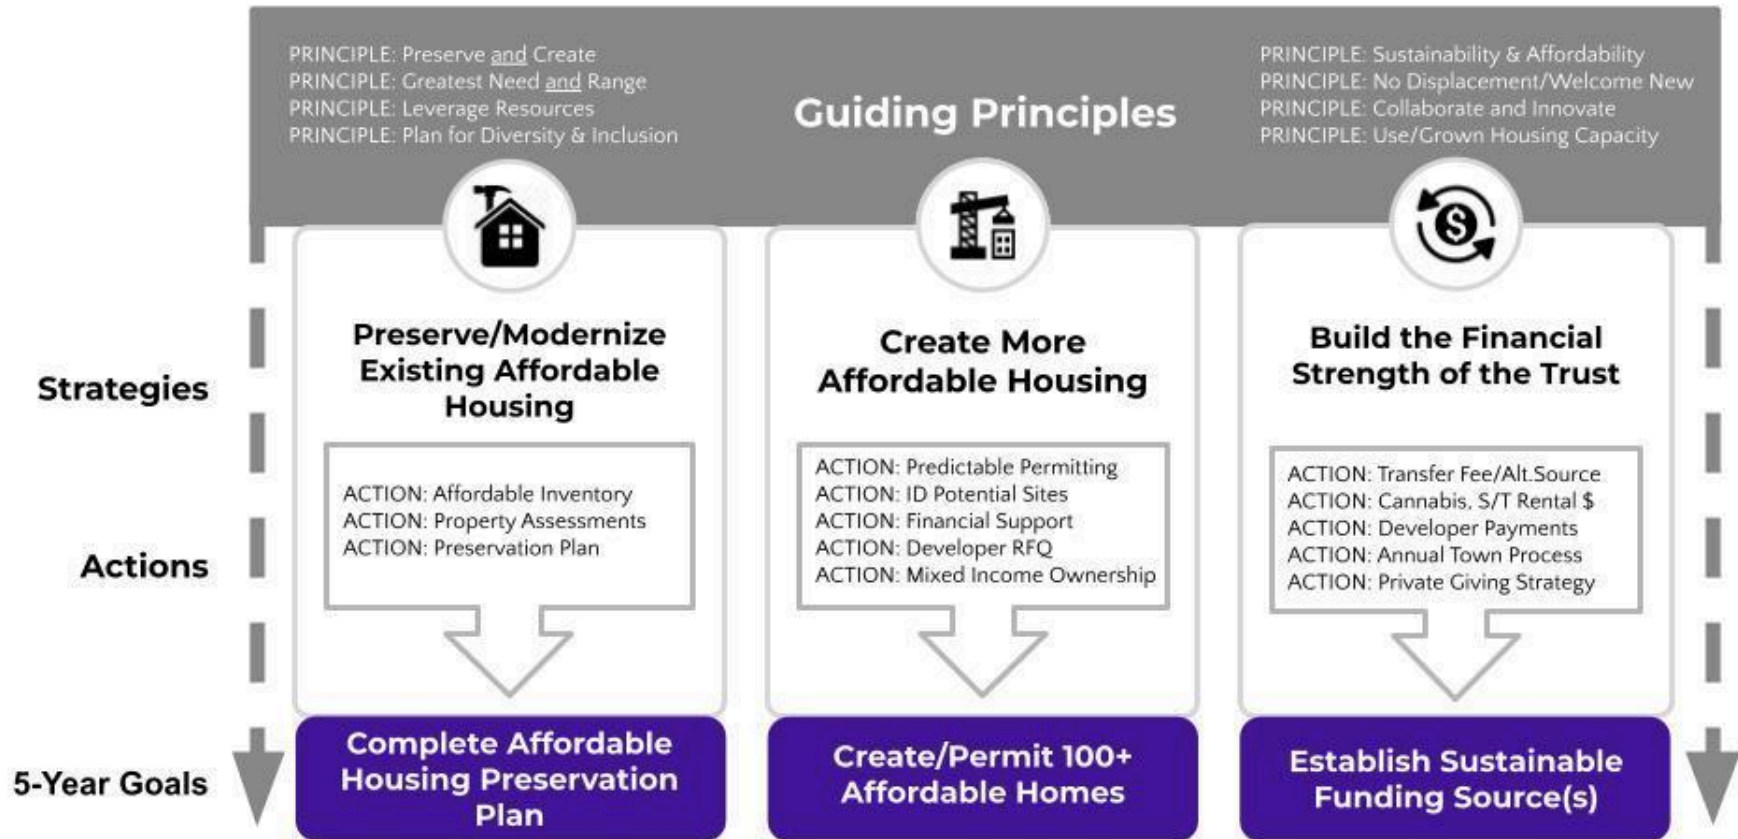 PRINCIPLE: Preserve and Create
PRINCIPLE: Greatest Need and Range
PRINCIPLE: Leverage Resources
PRINCIPLE: Plan for Diversity & Inclusion
Guiding Principles
PRINCIPLE: Sustainability & Affordability
PRINCIPLE: No Displacement/Welcome New
PRINCIPLE: Collaborate and Innovate
PRINCIPLE: Use/Grown Housing Capacity
Strategies
Preserve/Modernize
Existing Affordable
Housing
Create More
Affordable Housing
Build the Financial
Strength of the Trust
Actions
ACTION: Affordable Inventory
ACTION: Property Assessments
ACTION: Preservation Plan
ACTION: Predictable Permitting
ACTION: ID Potential Sites
ACTION: Financial Support
ACTION: Developer RFQ
ACTION: Mixed Income Ownership
ACTION: Transfer Fee/Alt.Source
ACTION: Cannabis, S/T Rental $
ACTION: Developer Payments
ACTION: Annual Town Process
ACTION: Private Giving Strategy
5-Year Goals
Complete Affordable
Housing Preservation
Plan
Create/Permit 100+
Affordable Homes
Establish Sustainable
Funding Source(s)